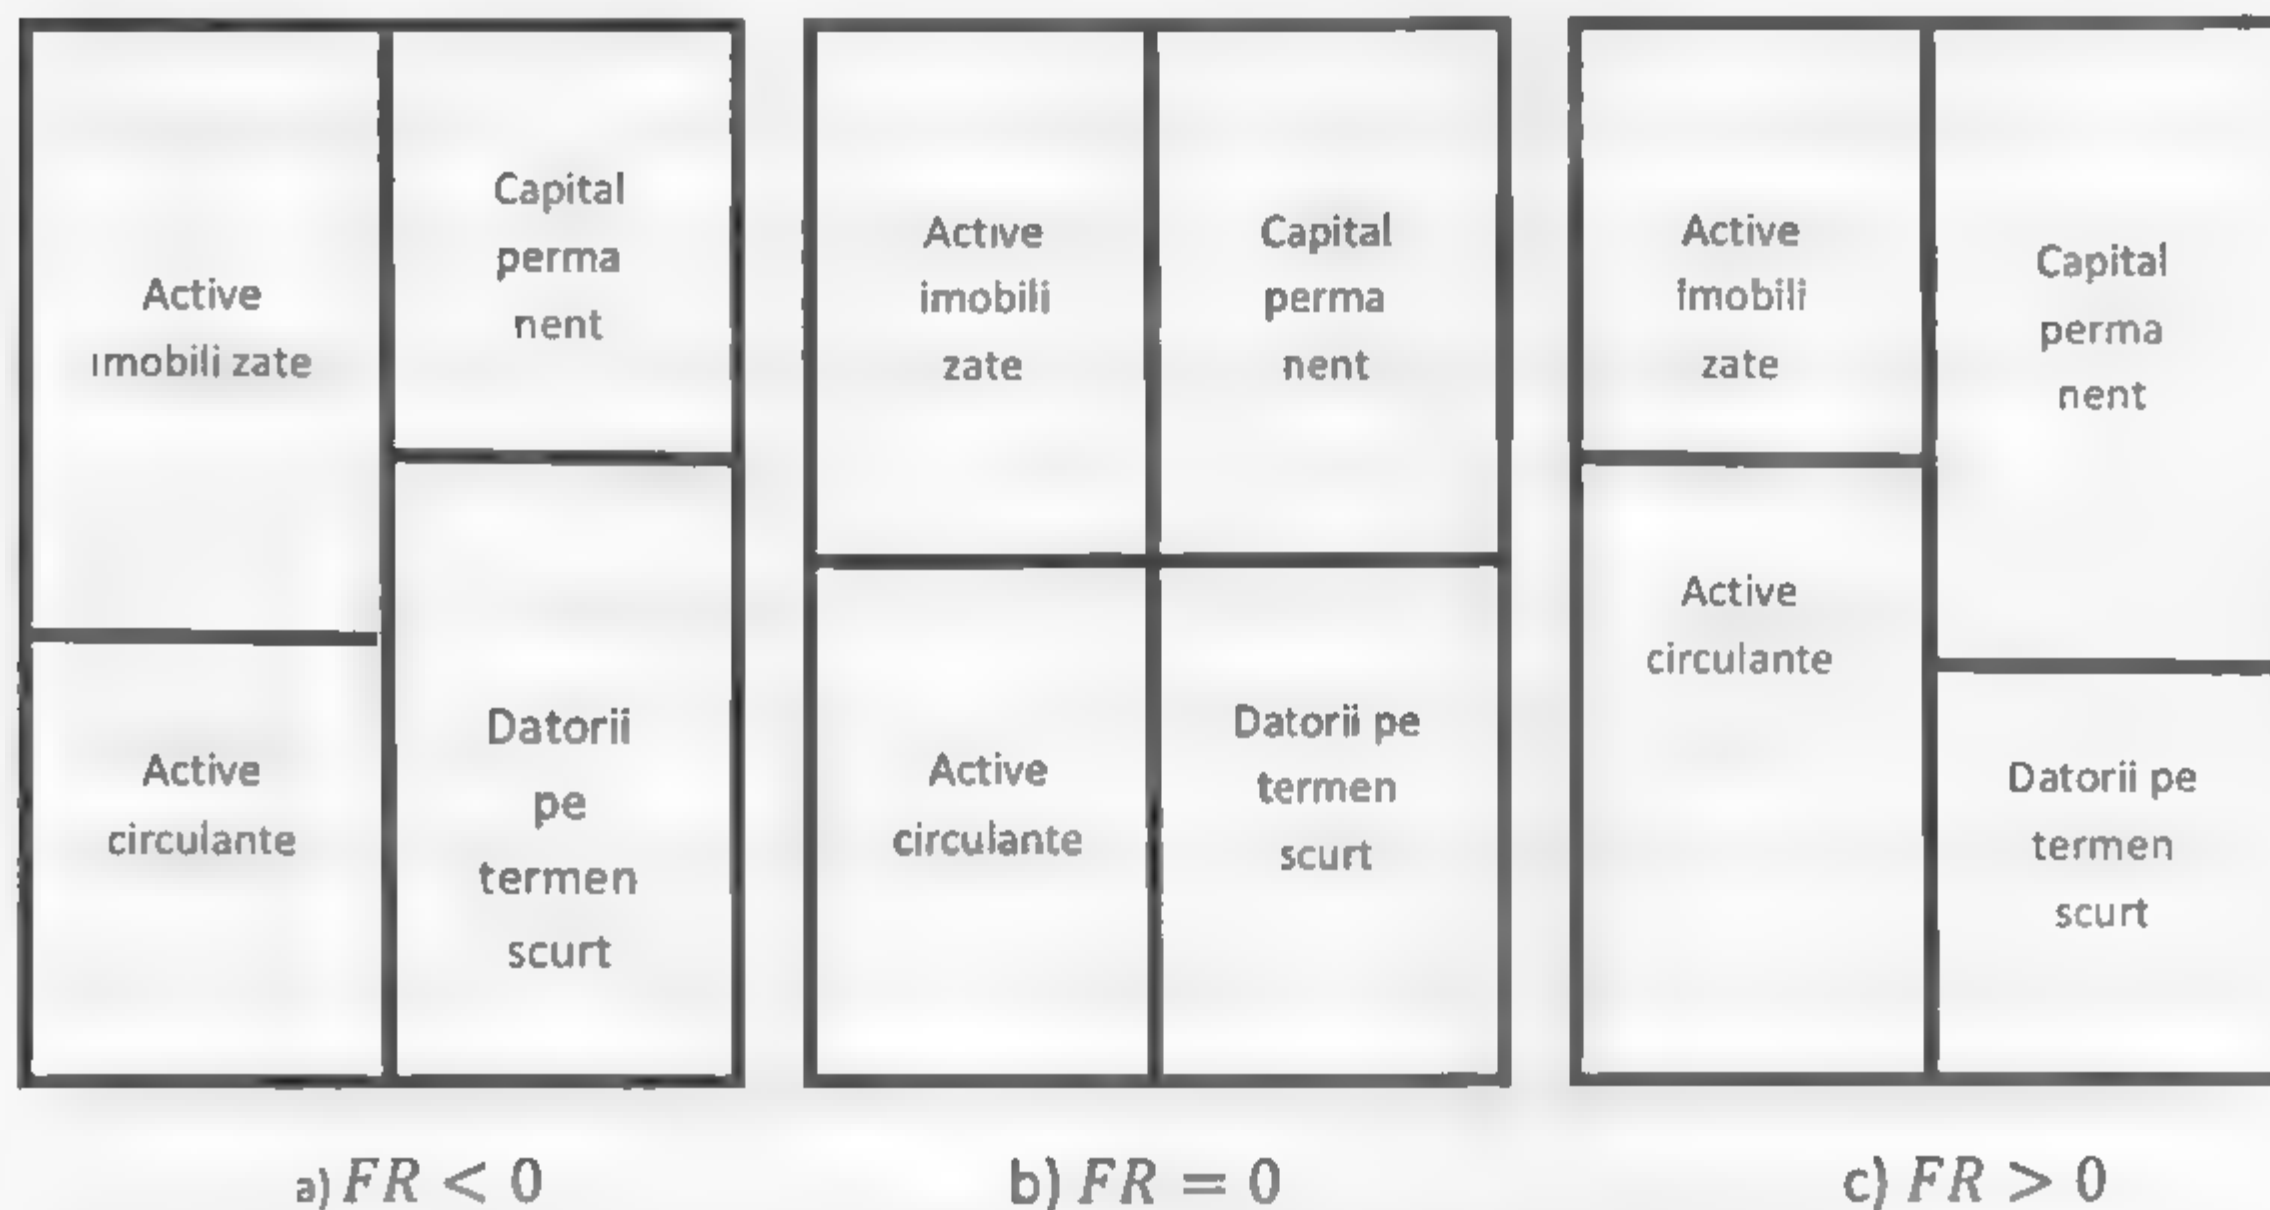 Active
imobili zate
Active
circulante
Capital
perma
nent
Datorii
pe
termen
scurt
a) FR < 0
Active
imobili
zate
Active
circulante
Capital
perma
nent
Datorii pe
termen
scurt
b) FR = 0
Active
imobili
zate
Active
circulante
Capital
perma
nent
Datorii pe
termen
scurt
c) FR > 0